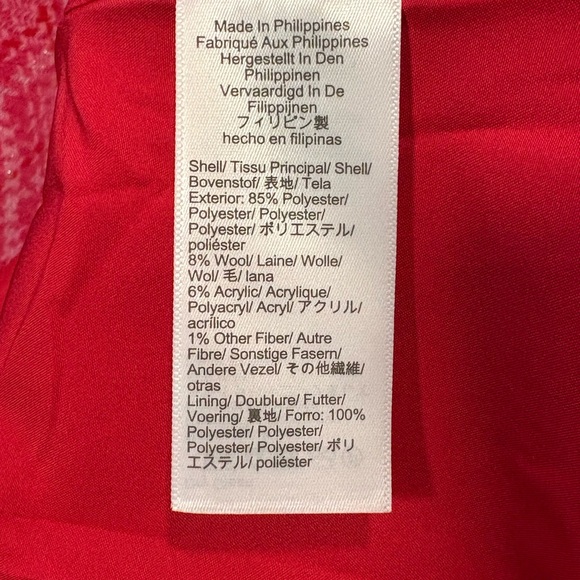 Made In Philippines
Fabriqué Aux Philippines
Hergestellt In Den
Philippinen
Vervaardigd In De
Filippijnen
フィリピン製
hecho en filipinas
Shell/ Tissu Principal/ Shell/
Bovenstof/ 表地/ Tela
Exterior: 85% Polyester/
Polyester/ Polyester/
Polyester/ ポリエステル/
poliéster
8% Wool/ Laine/ Wolle/
Wol/ 毛/ lana
6% Acrylic/ Acrylique/
Polyacryl/ Acryl/ アクリル/
acrílico
1% Other Fiber/ Autre
Fibre/ Sonstige Fasern/
Andere Vezel/ その他繊維/
otras
Lining/ Doublure/ Futter/
Voering/ 裏地/ Forro: 100%
Polyester/ Polyester/
Polyester/ Polyester/ ポリ
エステル/ poliéster